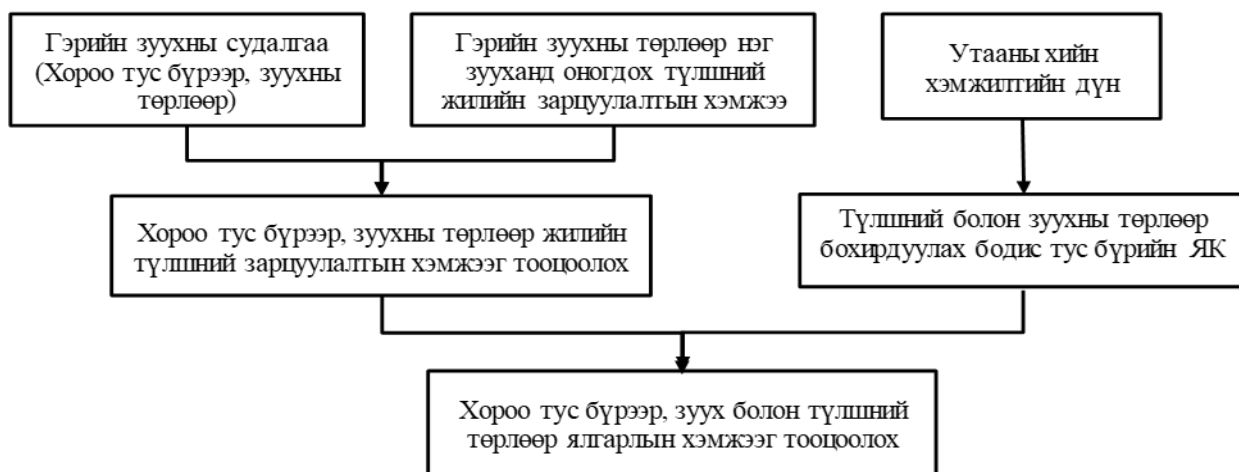 Гэрийн зуухны судалгаа
(Хороо тус бүрээр, зуухны
төрлөөр)
Гэрийн зуухны төрлөөр нэг
зууханд оногдох түлшний
жилийн зарцуулалтын хэмжээ
Утааны хийн
хэмжилтийн дүн
Хороо тус бүрээр, зуухны төрлөөр жилийн
түлшний зарцуулалтын хэмжээг тооцоолох
Түлшний болон зуухны төрлөөр
бохирдуулах бодис тус бүрийн ЯК
Хороо тус бүрээр, зуух болон түлшний
төрлөөр ялгарлын хэмжээг тооцоолох